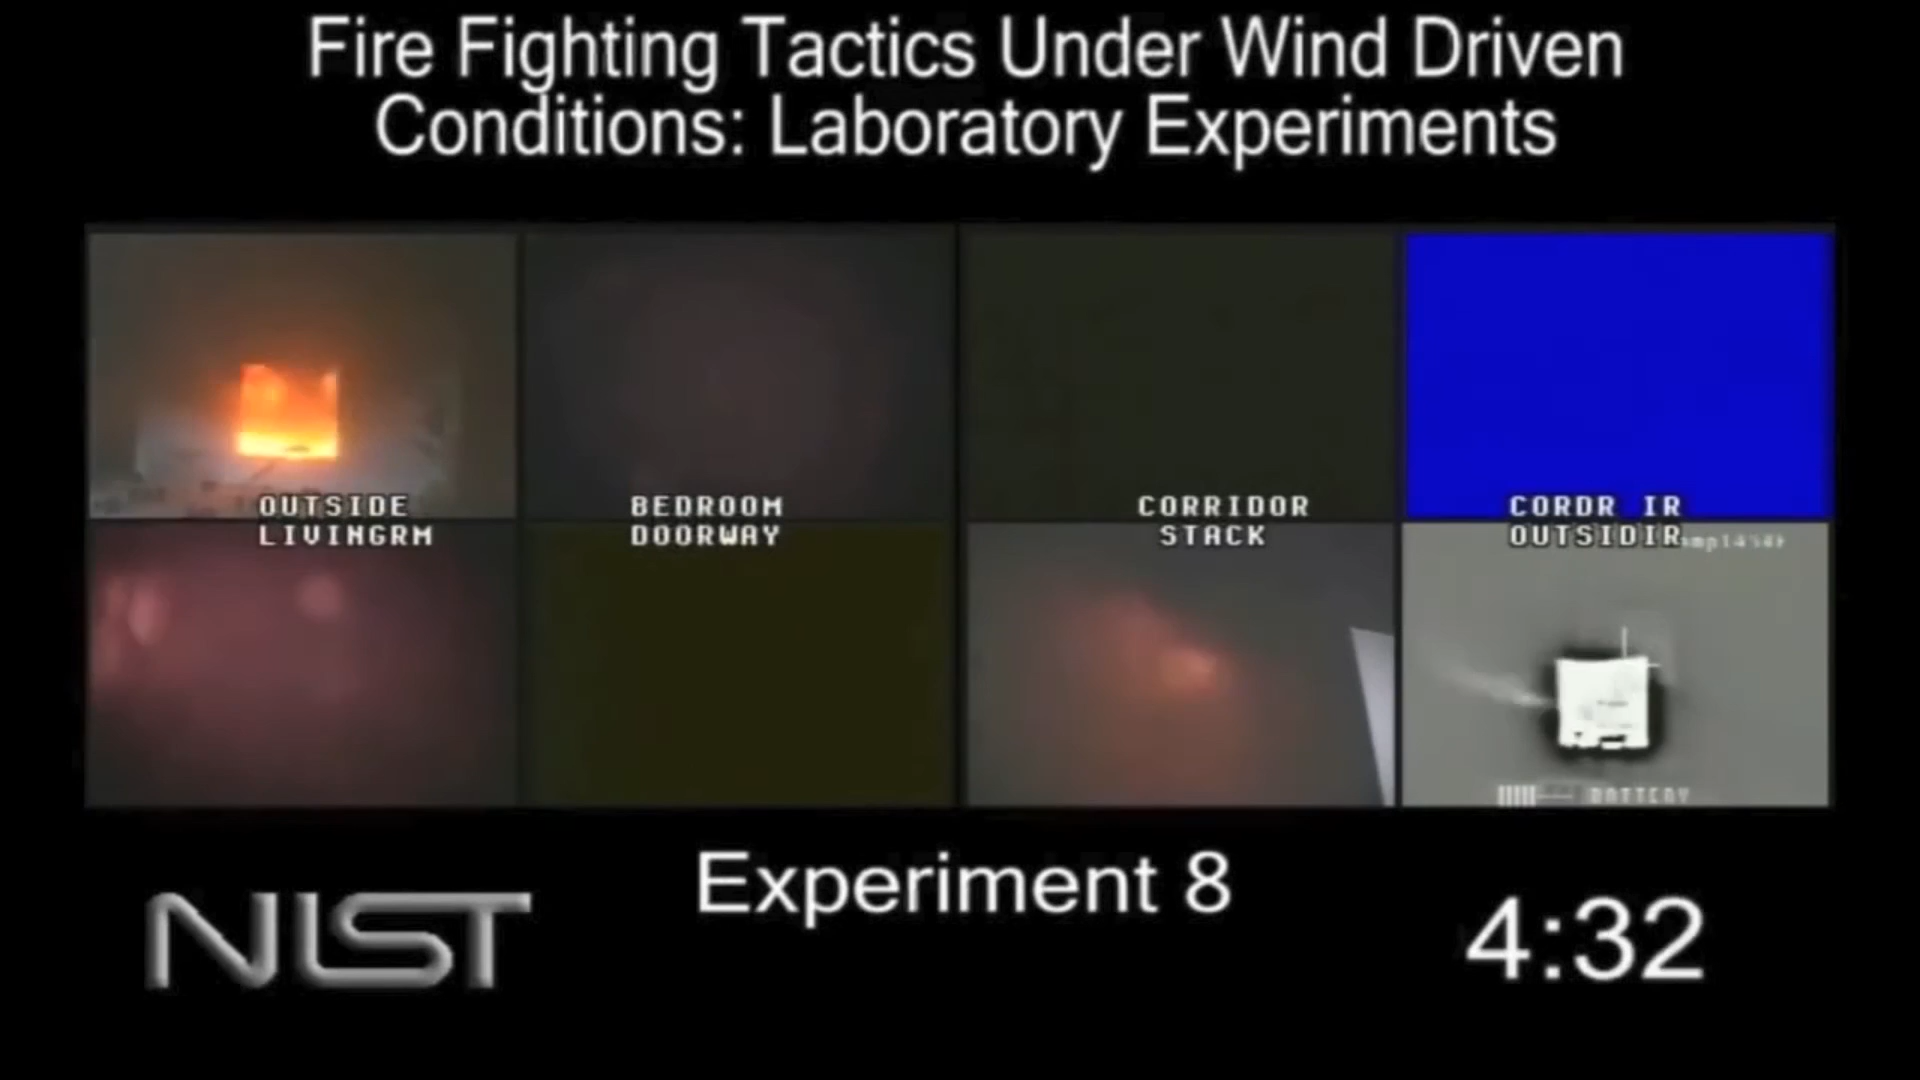 Fire Fighting Tactics Under Wind Driven
Conditions: Laboratory Experiments
OUTSIDE
LIVINGRM
BEDROOM
DOORWAY
CORRIDOR
STACK
CORDR IR
OUTSIDIR
BATTERY
Experiment 8
NIST
4:32